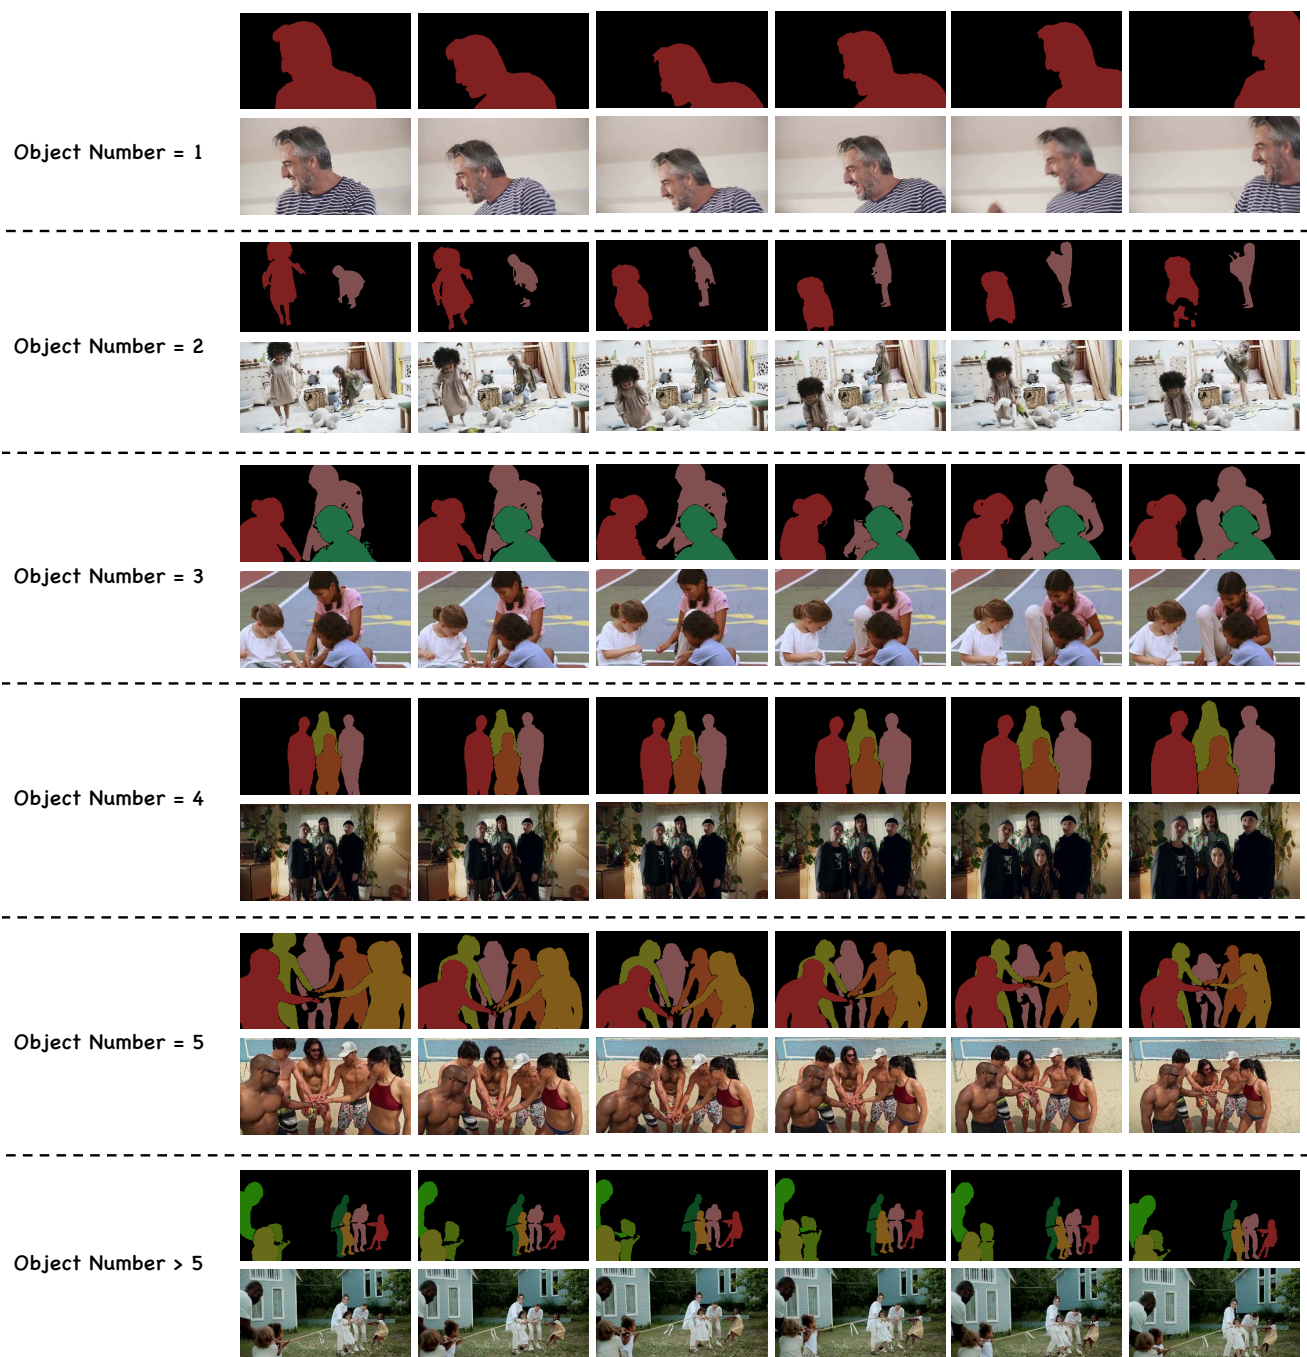 Object Number = 1
Object Number = 2
Object Number = 3
Object Number = 4
Object Number = 5
Object Number > 5